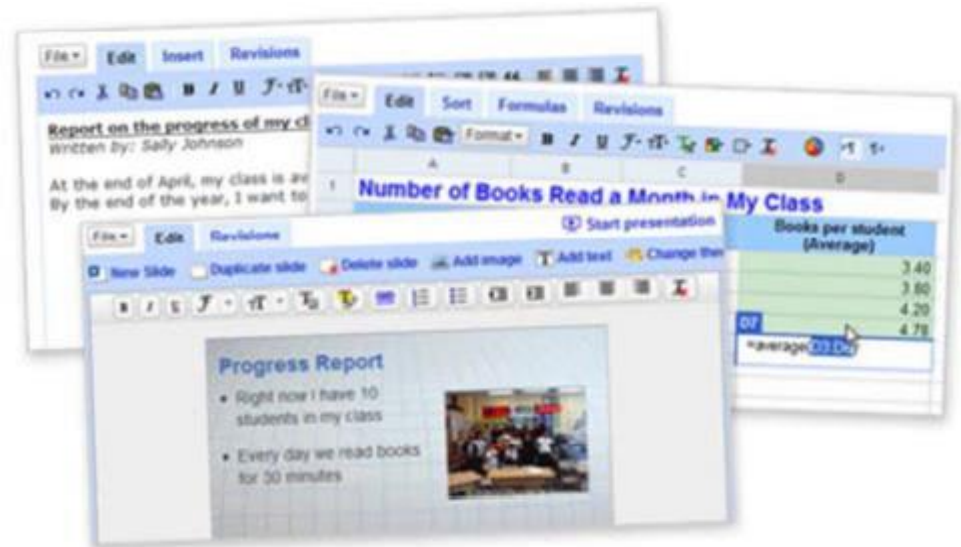 File Edit Insert Revisions
B I U
Report on the progress of my cl
Written by: Sally Johnson
At the end of April, my class is av
By the end of the year, I want to
File Edit Sort Formulas Revisions
Format B I U
A B C D
1 Number of Books Read a Month in My Class
Books per student
(Average)
3.40
3.80
4.20
4.78
D7
=average(D3:D6)
File Edit Revisions Start presentation
New Slide Duplicate slide Delete slide Add image Add text Change the
B I U
Progress Report
• Right now I have 10
students in my class
• Every day we read books
for 30 minutes